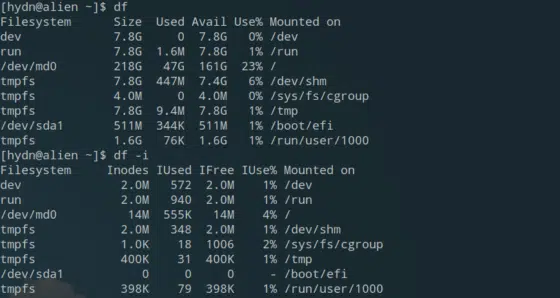 [hydn@alien ~]$ df
Filesystem      Size  Used Avail Use% Mounted on
dev             7.8G     0  7.8G   0% /dev
run             7.8G  1.6M  7.8G   1% /run
/dev/md0        218G   47G  161G  23% /
tmpfs           7.8G  447M  7.4G   6% /dev/shm
tmpfs           4.0M     0  4.0M   0% /sys/fs/cgroup
tmpfs           7.8G  9.4M  7.8G   1% /tmp
/dev/sda1       511M  344K  511M   1% /boot/efi
tmpfs           1.6G   76K  1.6G   1% /run/user/1000
[hydn@alien ~]$ df -i
Filesystem     Inodes IUsed IFree IUse% Mounted on
dev              2.0M   572  2.0M    1% /dev
run              2.0M   940  2.0M    1% /run
/dev/md0          14M  555K   14M    4% /
tmpfs            2.0M   348  2.0M    1% /dev/shm
tmpfs            1.0K    18  1006    2% /sys/fs/cgroup
tmpfs            400K    31  400K    1% /tmp
/dev/sda1           0     0     0     - /boot/efi
tmpfs            398K    79  398K    1% /run/user/1000